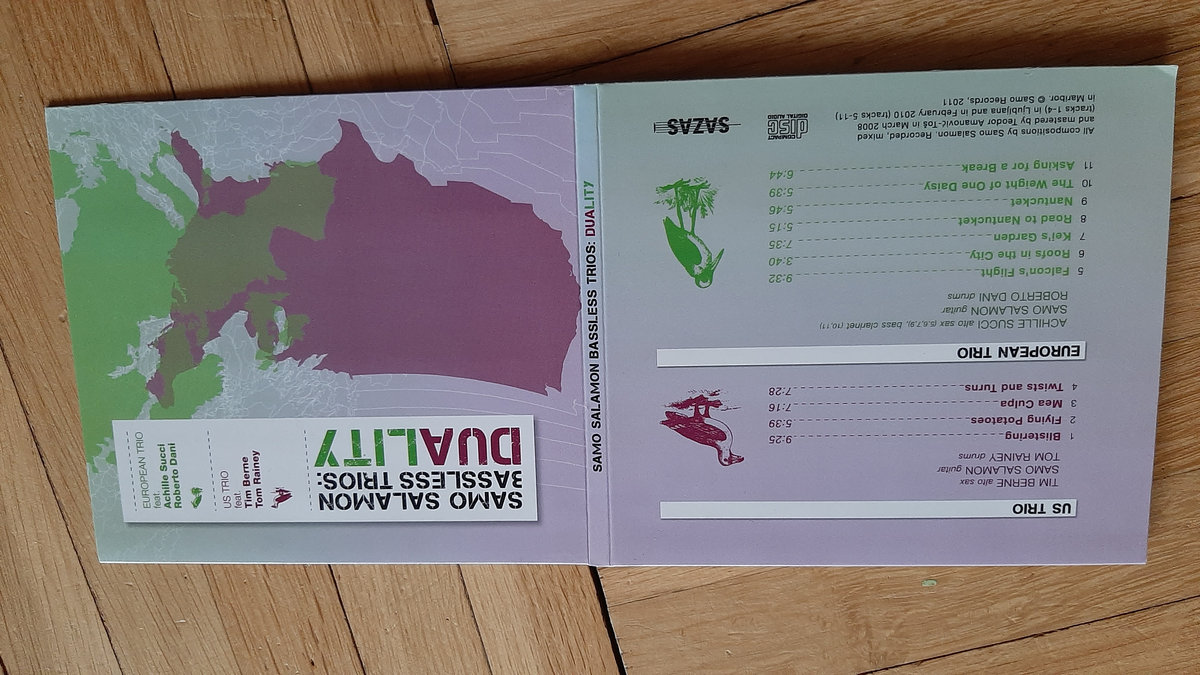 SAMO SALAMON
BASSLESS TRIOS:
DUALITY
US TRIO
feat.
Tim Berne
Tom Rainey
EUROPEAN TRIO
feat.
Achille Succi
Roberto Dani
SAMO SALAMON BASSLESS TRIOS: DUALITY
US TRIO
TIM BERNE alto sax
SAMO SALAMON guitar
TOM RAINEY drums
1 Blistering 9:25
2 Flying Potatoes 5:39
3 Mea Culpa 7:16
4 Twists and Turns 7:28
EUROPEAN TRIO
ACHILLE SUCCI alto sax (5,6,7,9), bass clarinet (10,11)
SAMO SALAMON guitar
ROBERTO DANI drums
5 Falcon's Flight 9:32
6 Roofs in the City 3:40
7 Kei's Garden 7:35
8 Road to Nantucket 5:15
9 Nantucket 5:46
10 The Weight of One Daisy 5:39
11 Asking for a Break 6:44
All compositions by Samo Salamon. Recorded, mixed
and mastered by Teodor Amanović-Toš in March 2008
(tracks 1-4) in Ljubljana and in February 2010 (tracks 5-11)
in Maribor. © Samo Records, 2011
COMPACT
disc
DIGITAL AUDIO
SAZAS